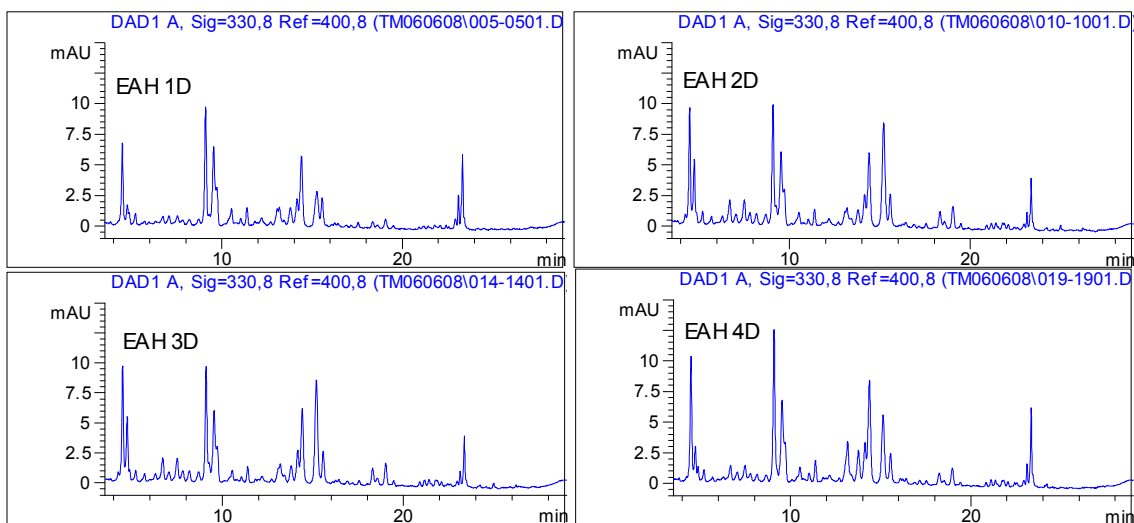 DAD1 A, Sig=330,8 Ref=400,8 (TM060608\005-0501.D
mAU
EAH 1D
10
7.5
5
2.5
0
10
20
min
DAD1 A, Sig=330,8 Ref=400,8 (TM060608\010-1001.D
mAU
EAH 2D
10
7.5
5
2.5
0
10
20
min
DAD1 A, Sig=330,8 Ref=400,8 (TM060608\014-1401.D
mAU
EAH 3D
10
7.5
5
2.5
0
10
20
min
DAD1 A, Sig=330,8 Ref=400,8 (TM060608\019-1901.D
mAU
EAH 4D
10
7.5
5
2.5
0
10
20
min